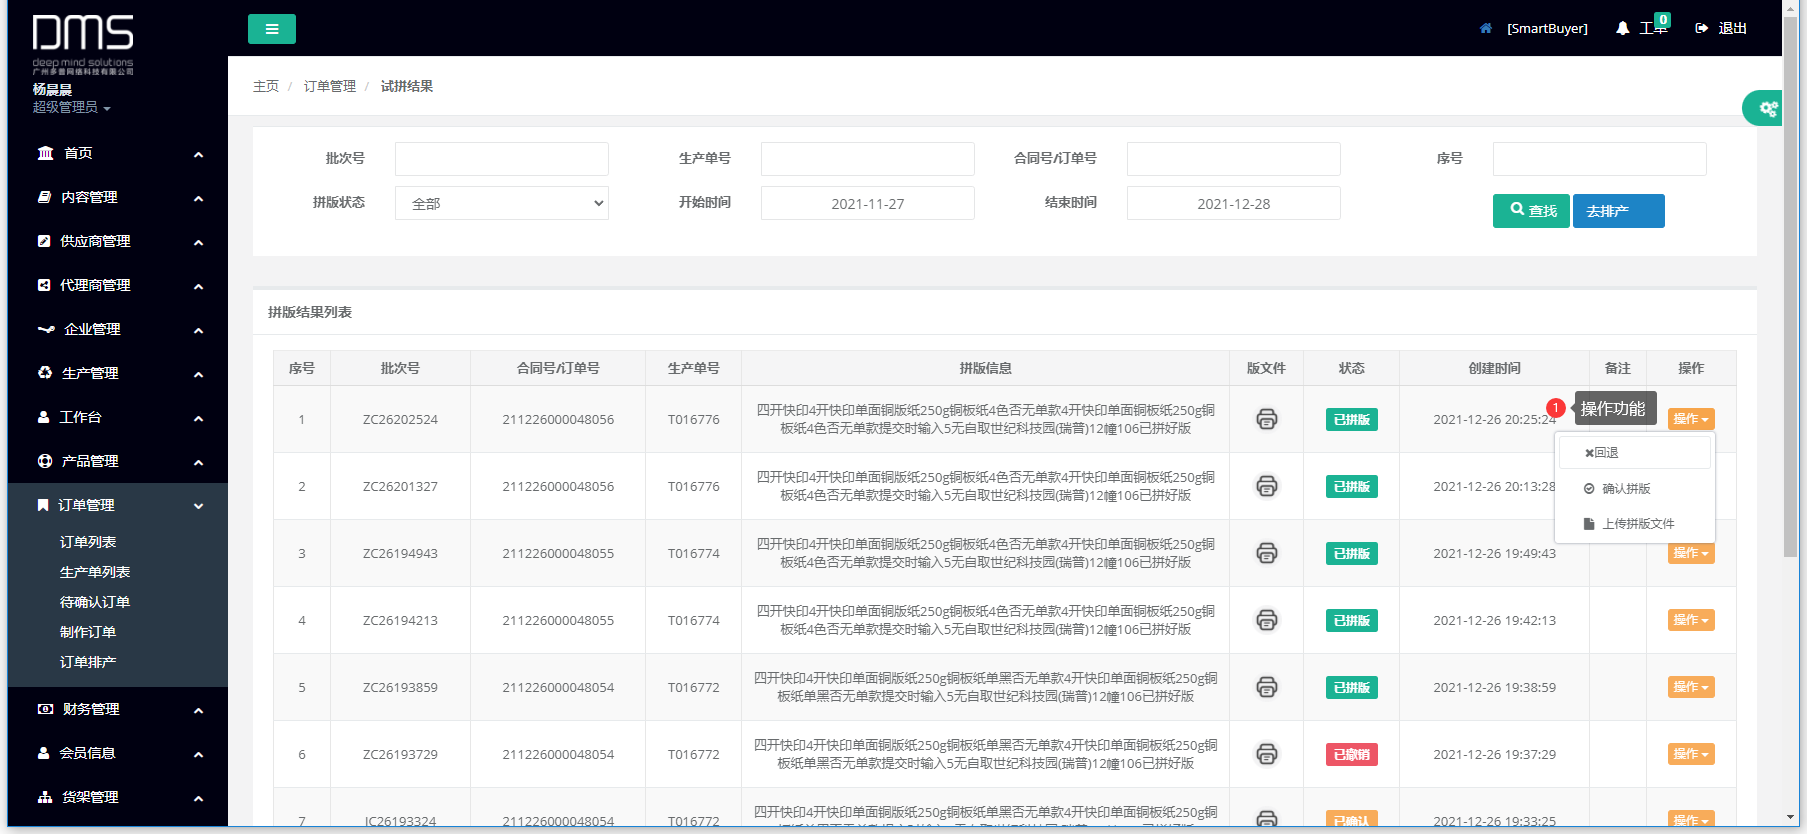 DMS
deep mind solutions
广州多普网络科技有限公司
杨晨晨
超级管理员
首页
内容管理
供应商管理
代理商管理
企业管理
生产管理
工作台
产品管理
订单管理
订单列表
生产单列表
待确认订单
制作订单
订单排产
财务管理
会员信息
货架管理
[SmartBuyer] 工单 0 退出
主页 / 订单管理 / 试拼结果
批次号 生产单号 合同号/订单号 序号
拼版状态 全部 开始时间 2021-11-27 结束时间 2021-12-28 查找 去排产
拼版结果列表
序号 批次号 合同号/订单号 生产单号 拼版信息 版文件 状态 创建时间 备注 操作
1 ZC26202524 211226000048056 T016776 四开快印4开快印单面铜版纸250g铜板纸4色否无单款4开快印单面铜板纸250g铜 已拼版 2021-12-26 20:25:24 操作
板纸4色否无单款提交时输入5无自取世纪科技园(瑞普)12幢106已拼好版
1 操作功能
回退
确认拼版
上传拼版文件
2 ZC26201327 211226000048056 T016776 四开快印4开快印单面铜版纸250g铜板纸4色否无单款4开快印单面铜板纸250g铜 已拼版 2021-12-26 20:13:28
板纸4色否无单款提交时输入5无自取世纪科技园(瑞普)12幢106已拼好版
3 ZC26194943 211226000048055 T016774 四开快印4开快印单面铜版纸250g铜板纸4色否无单款4开快印单面铜板纸250g铜 已拼版 2021-12-26 19:49:43 操作
板纸4色否无单款提交时输入5无自取世纪科技园(瑞普)12幢106已拼好版
4 ZC26194213 211226000048055 T016774 四开快印4开快印单面铜版纸250g铜板纸4色否无单款4开快印单面铜板纸250g铜 已拼版 2021-12-26 19:42:13 操作
板纸4色否无单款提交时输入5无自取世纪科技园(瑞普)12幢106已拼好版
5 ZC26193859 211226000048054 T016772 四开快印4开快印单面铜版纸250g铜板纸单黑否无单款4开快印单面铜板纸250g铜 已拼版 2021-12-26 19:38:59 操作
板纸单黑否无单款提交时输入5无自取世纪科技园(瑞普)12幢106已拼好版
6 ZC26193729 211226000048054 T016772 四开快印4开快印单面铜版纸250g铜板纸单黑否无单款4开快印单面铜板纸250g铜 已撤销 2021-12-26 19:37:29 操作
板纸单黑否无单款提交时输入5无自取世纪科技园(瑞普)12幢106已拼好版
7 JC26193324 211226000048054 T016772 四开快印4开快印单面铜版纸250g铜板纸单黑否无单款4开快印单面铜板纸250g铜 已确认 2021-12-26 19:33:25 操作